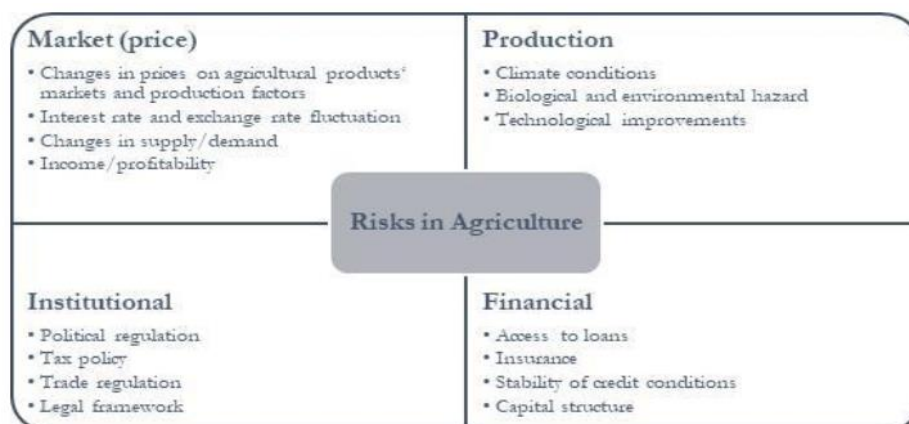 Market (price)
• Changes in prices on agricultural products'
markets and production factors
• Interest rate and exchange rate fluctuation
• Changes in supply/demand
• Income/profitability
Production
• Climate conditions
• Biological and environmental hazard
• Technological improvements
Risks in Agriculture
Institutional
• Political regulation
• Tax policy
• Trade regulation
• Legal framework
Financial
• Access to loans
• Insurance
• Stability of credit conditions
• Capital structure